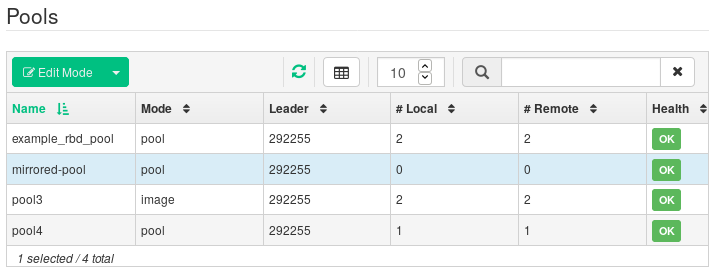 Pools
Edit Mode
10
Name Mode Leader # Local # Remote Health
example_rbd_pool pool 292255 2 2 OK
mirrored-pool pool 292255 0 0 OK
pool3 image 292255 2 2 OK
pool4 pool 292255 1 1 OK
1 selected / 4 total